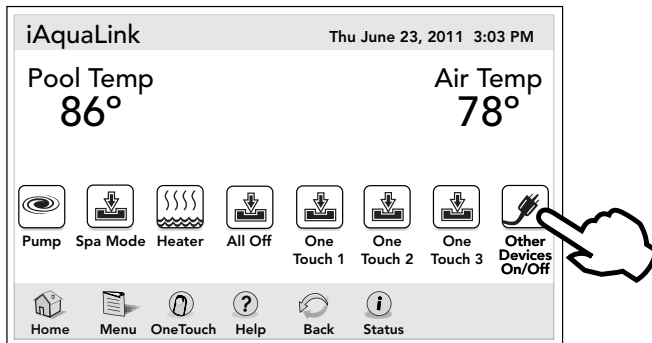 iAquaLink
Thu June 23, 2011 3:03 PM
Pool Temp
86°
Air Temp
78°
Pump
Spa Mode
Heater
All Off
One
Touch 1
One
Touch 2
One
Touch 3
Other
Devices
On/Off
Home
Menu
OneTouch
Help
Back
Status